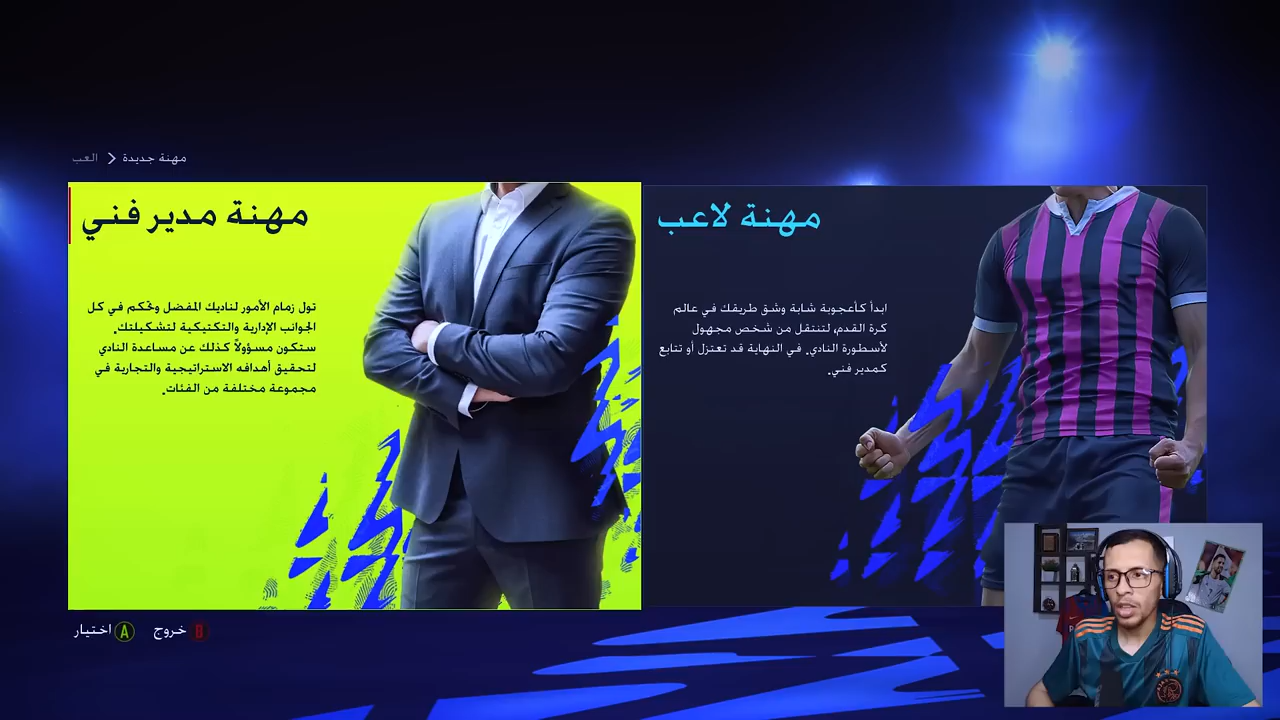 العب > مهنة جديدة
مهنة مدير فني
تول زمام الأمور لناديك المفضل وتحكم في كل
الجوانب الإدارية والتكتيكية لتشكيلتك.
ستكون مسؤولاً كذلك عن مساعدة النادي
لتحقيق أهدافه الاستراتيجية والتجارية في
مجموعة مختلفة من الفئات.
مهنة لاعب
ابدأ كأعجوبة شابة وشق طريقك في عالم
كرة القدم، لتنتقل من شخص مجهول
لأسطورة النادي. في النهاية قد تعتزل أو تتابع
كمدير فني.
اختيار A خروج B